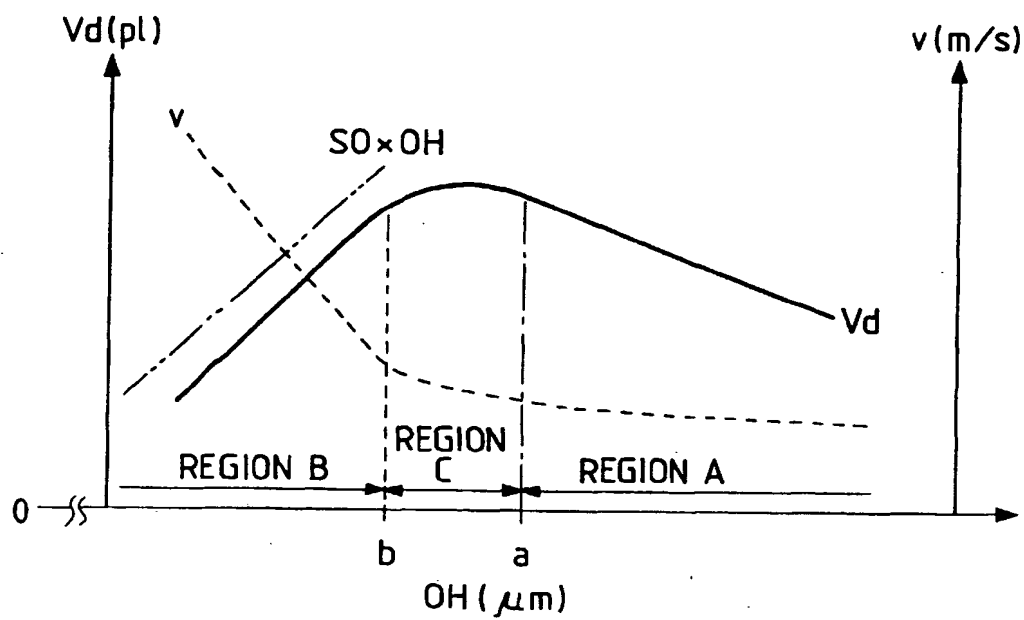 Vd(pl)
v(m/s)
v
SO×OH
Vd
REGION B
REGION
C
REGION A
0
b
a
OH(μm)